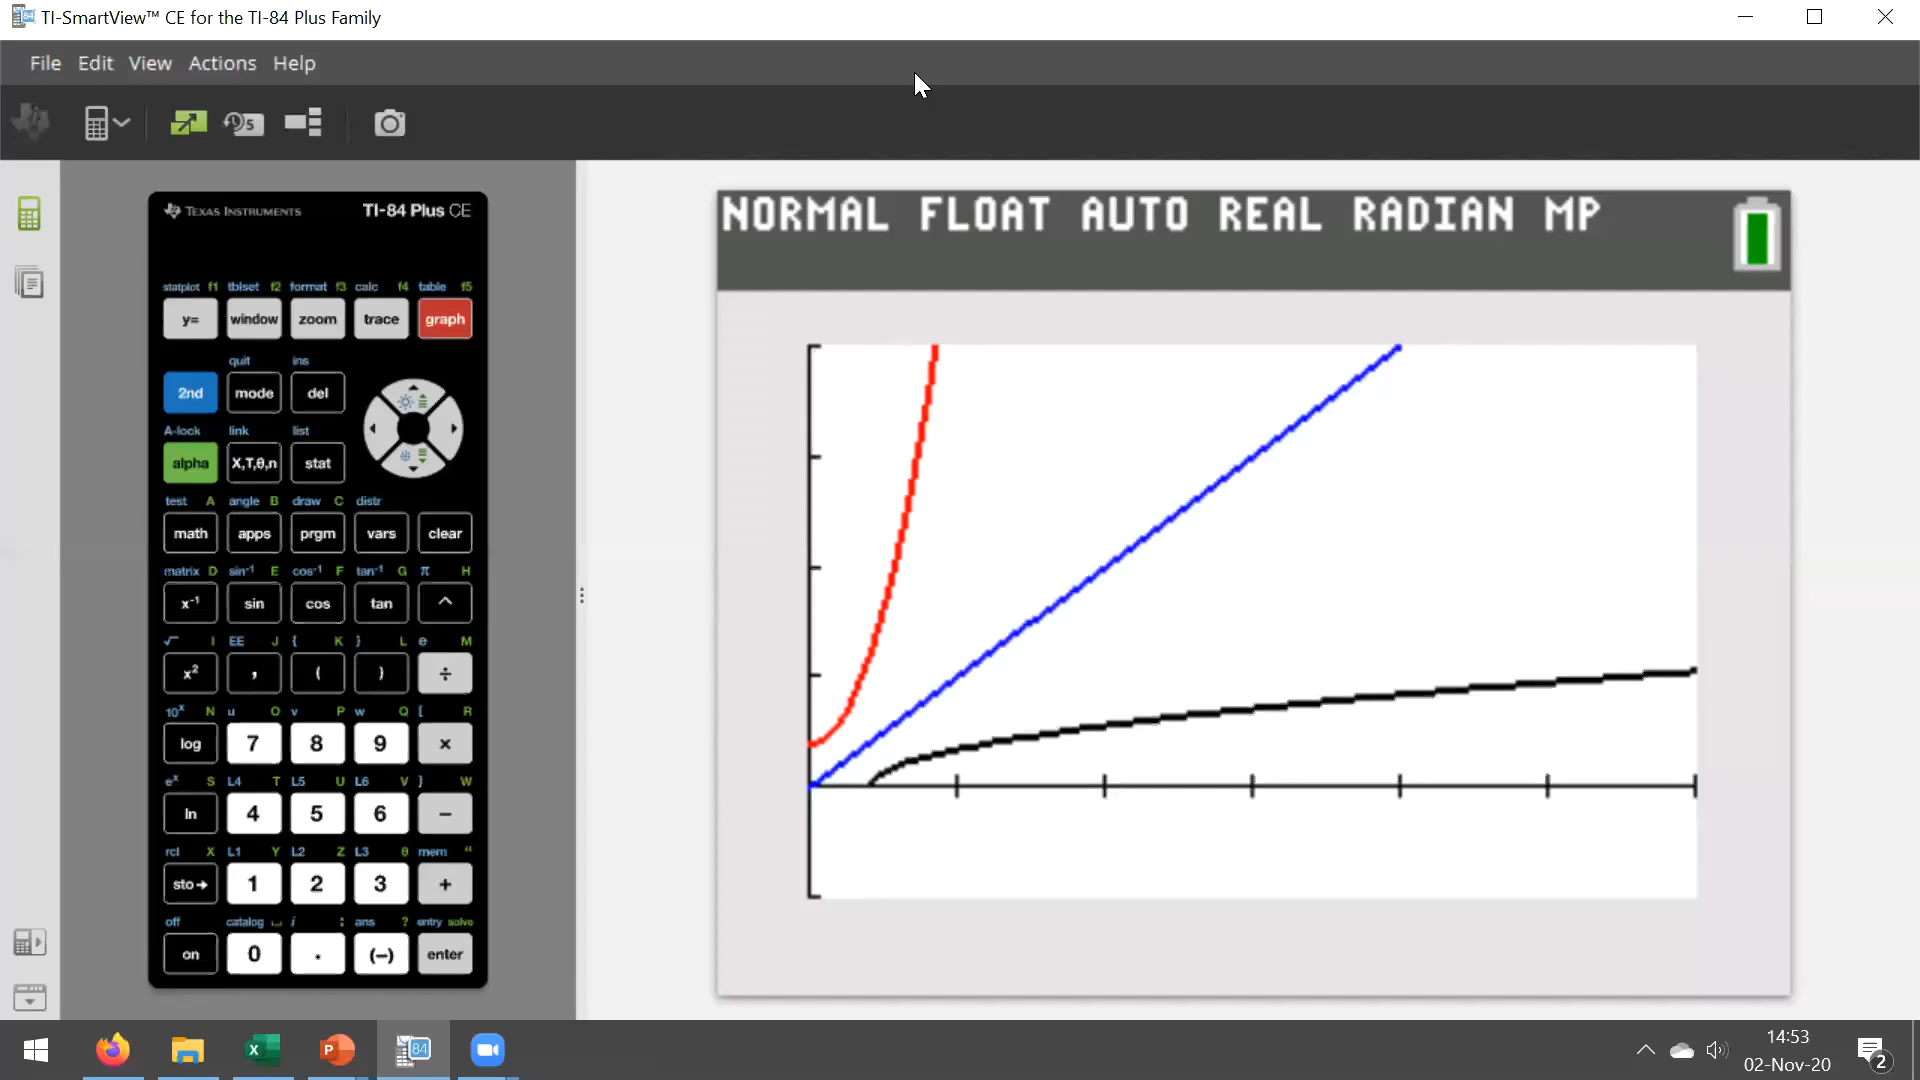 TI-SmartView™ CE for the TI-84 Plus Family
File Edit View Actions Help
5
TEXAS INSTRUMENTS TI-84 Plus CE
NORMAL FLOAT AUTO REAL RADIAN MP
statplot f1 tblset f2 format f3 calc f4 table f5
y= window zoom trace graph
quit ins
2nd mode del
A-lock link list
alpha X,T,θ,n stat
test A angle B draw C distr
math apps prgm vars clear
matrix D sin⁻¹ E cos⁻¹ F tan⁻¹ G π H
x⁻¹ sin cos tan ^
√ I EE J { K } L e M
x² , ( ) ÷
10ˣ N u O v P w Q [ R
log 7 8 9 ×
eˣ S L4 T L5 U L6 V ] W
ln 4 5 6 −
rcl X L1 Y L2 Z L3 θ mem "
sto→ 1 2 3 +
off catalog ⎵ i : ans ? entry solve
on 0 . (−) enter
X P 84
14:53
02-Nov-20
2